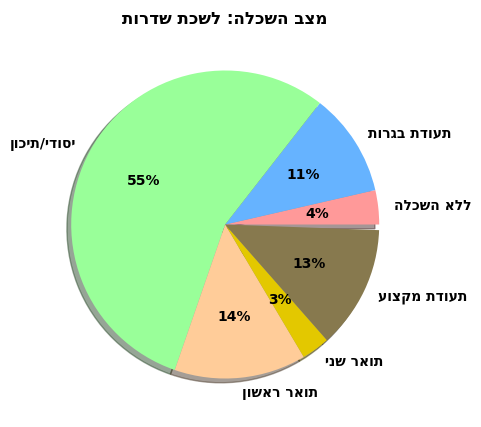 מצב השכלה: לשכת שדרות
יסודי/תיכון
55%
תעודת בגרות
11%
ללא השכלה
4%
תעודת מקצוע
13%
תואר שני
3%
תואר ראשון
14%